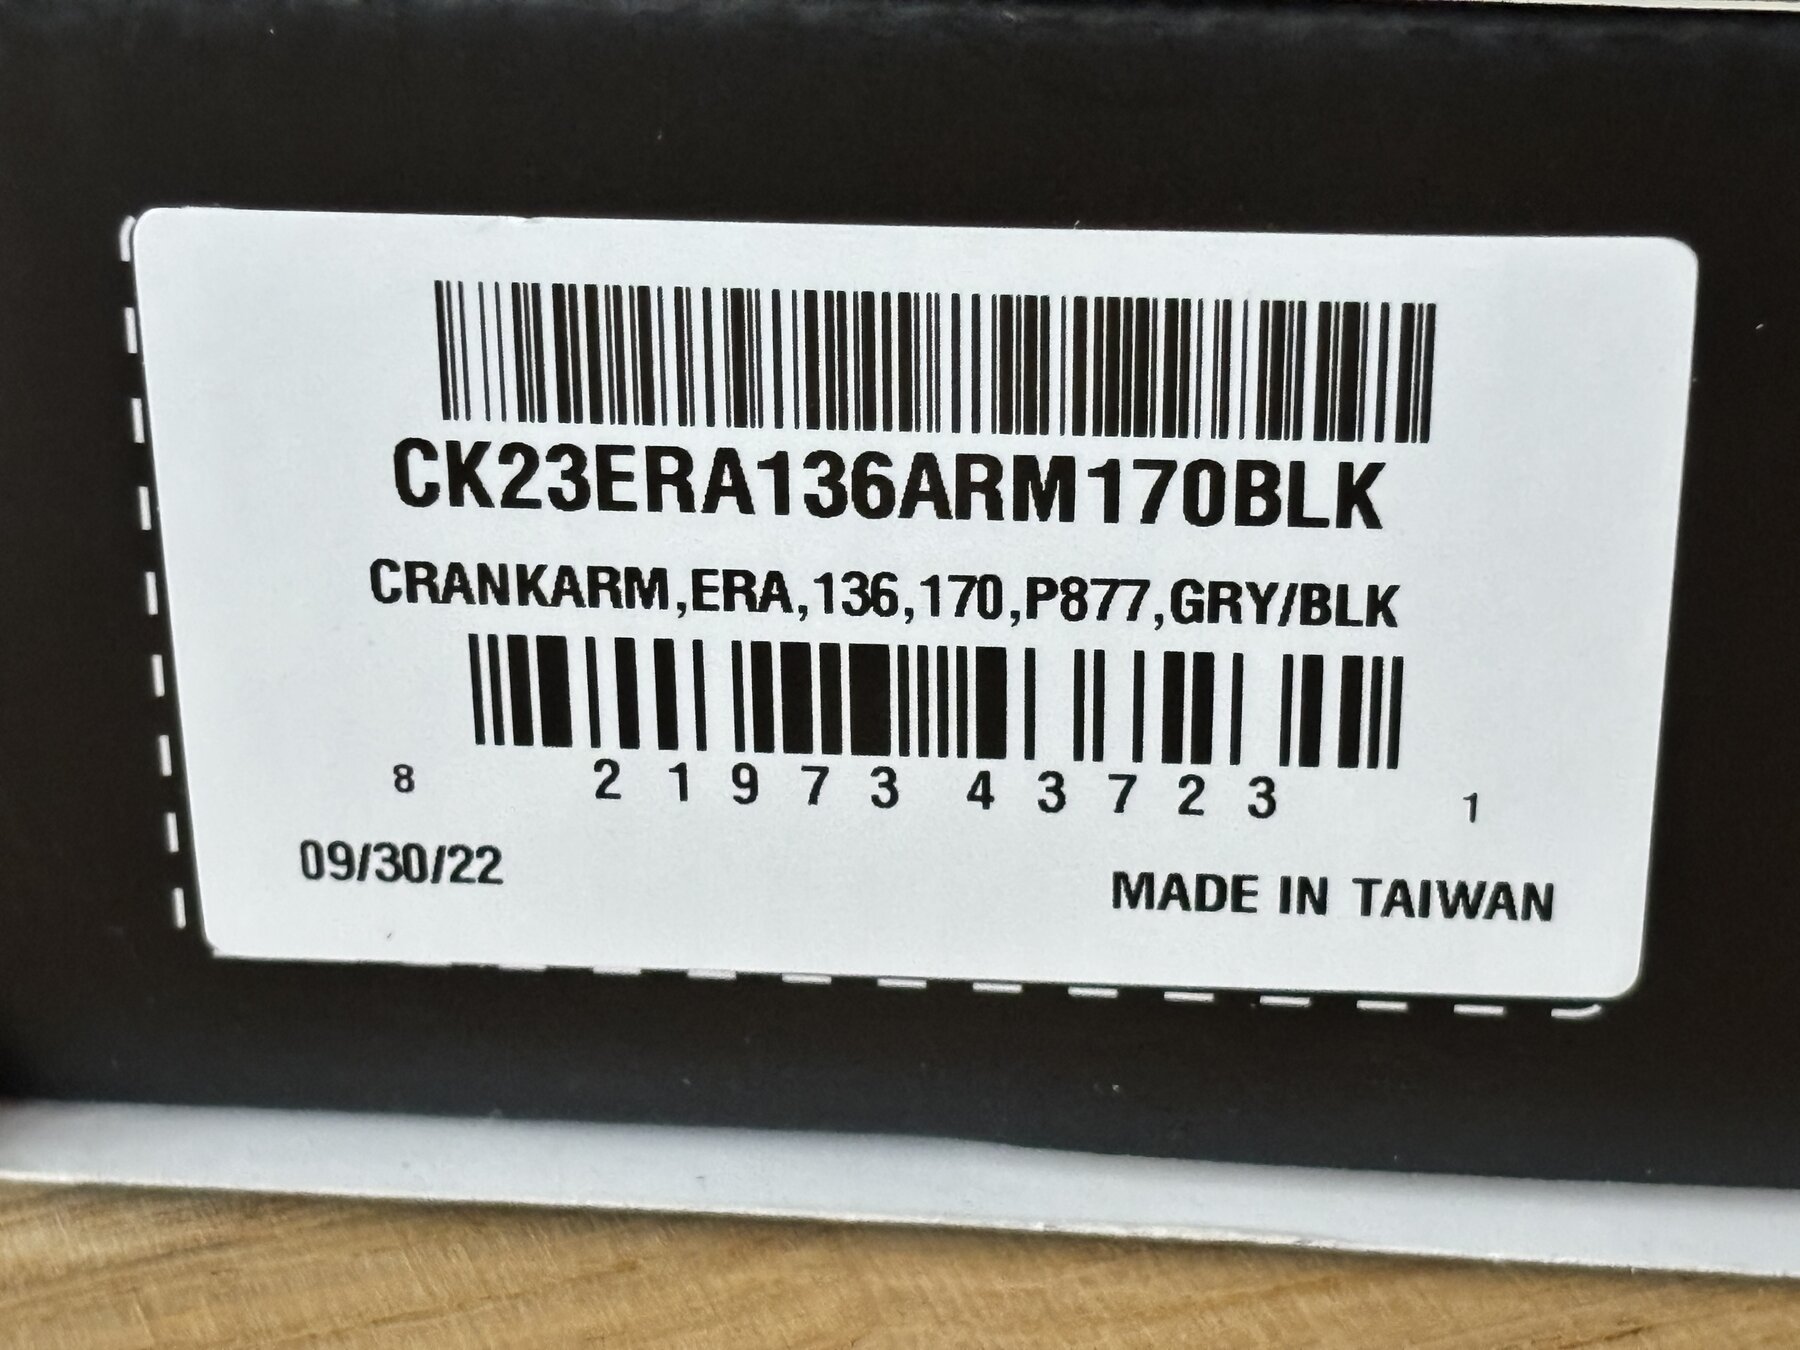 CK23ERA136ARM170BLK
CRANKARM,ERA,136,170,P877,GRY/BLK
8 21973 43723 1
09/30/22
MADE IN TAIWAN